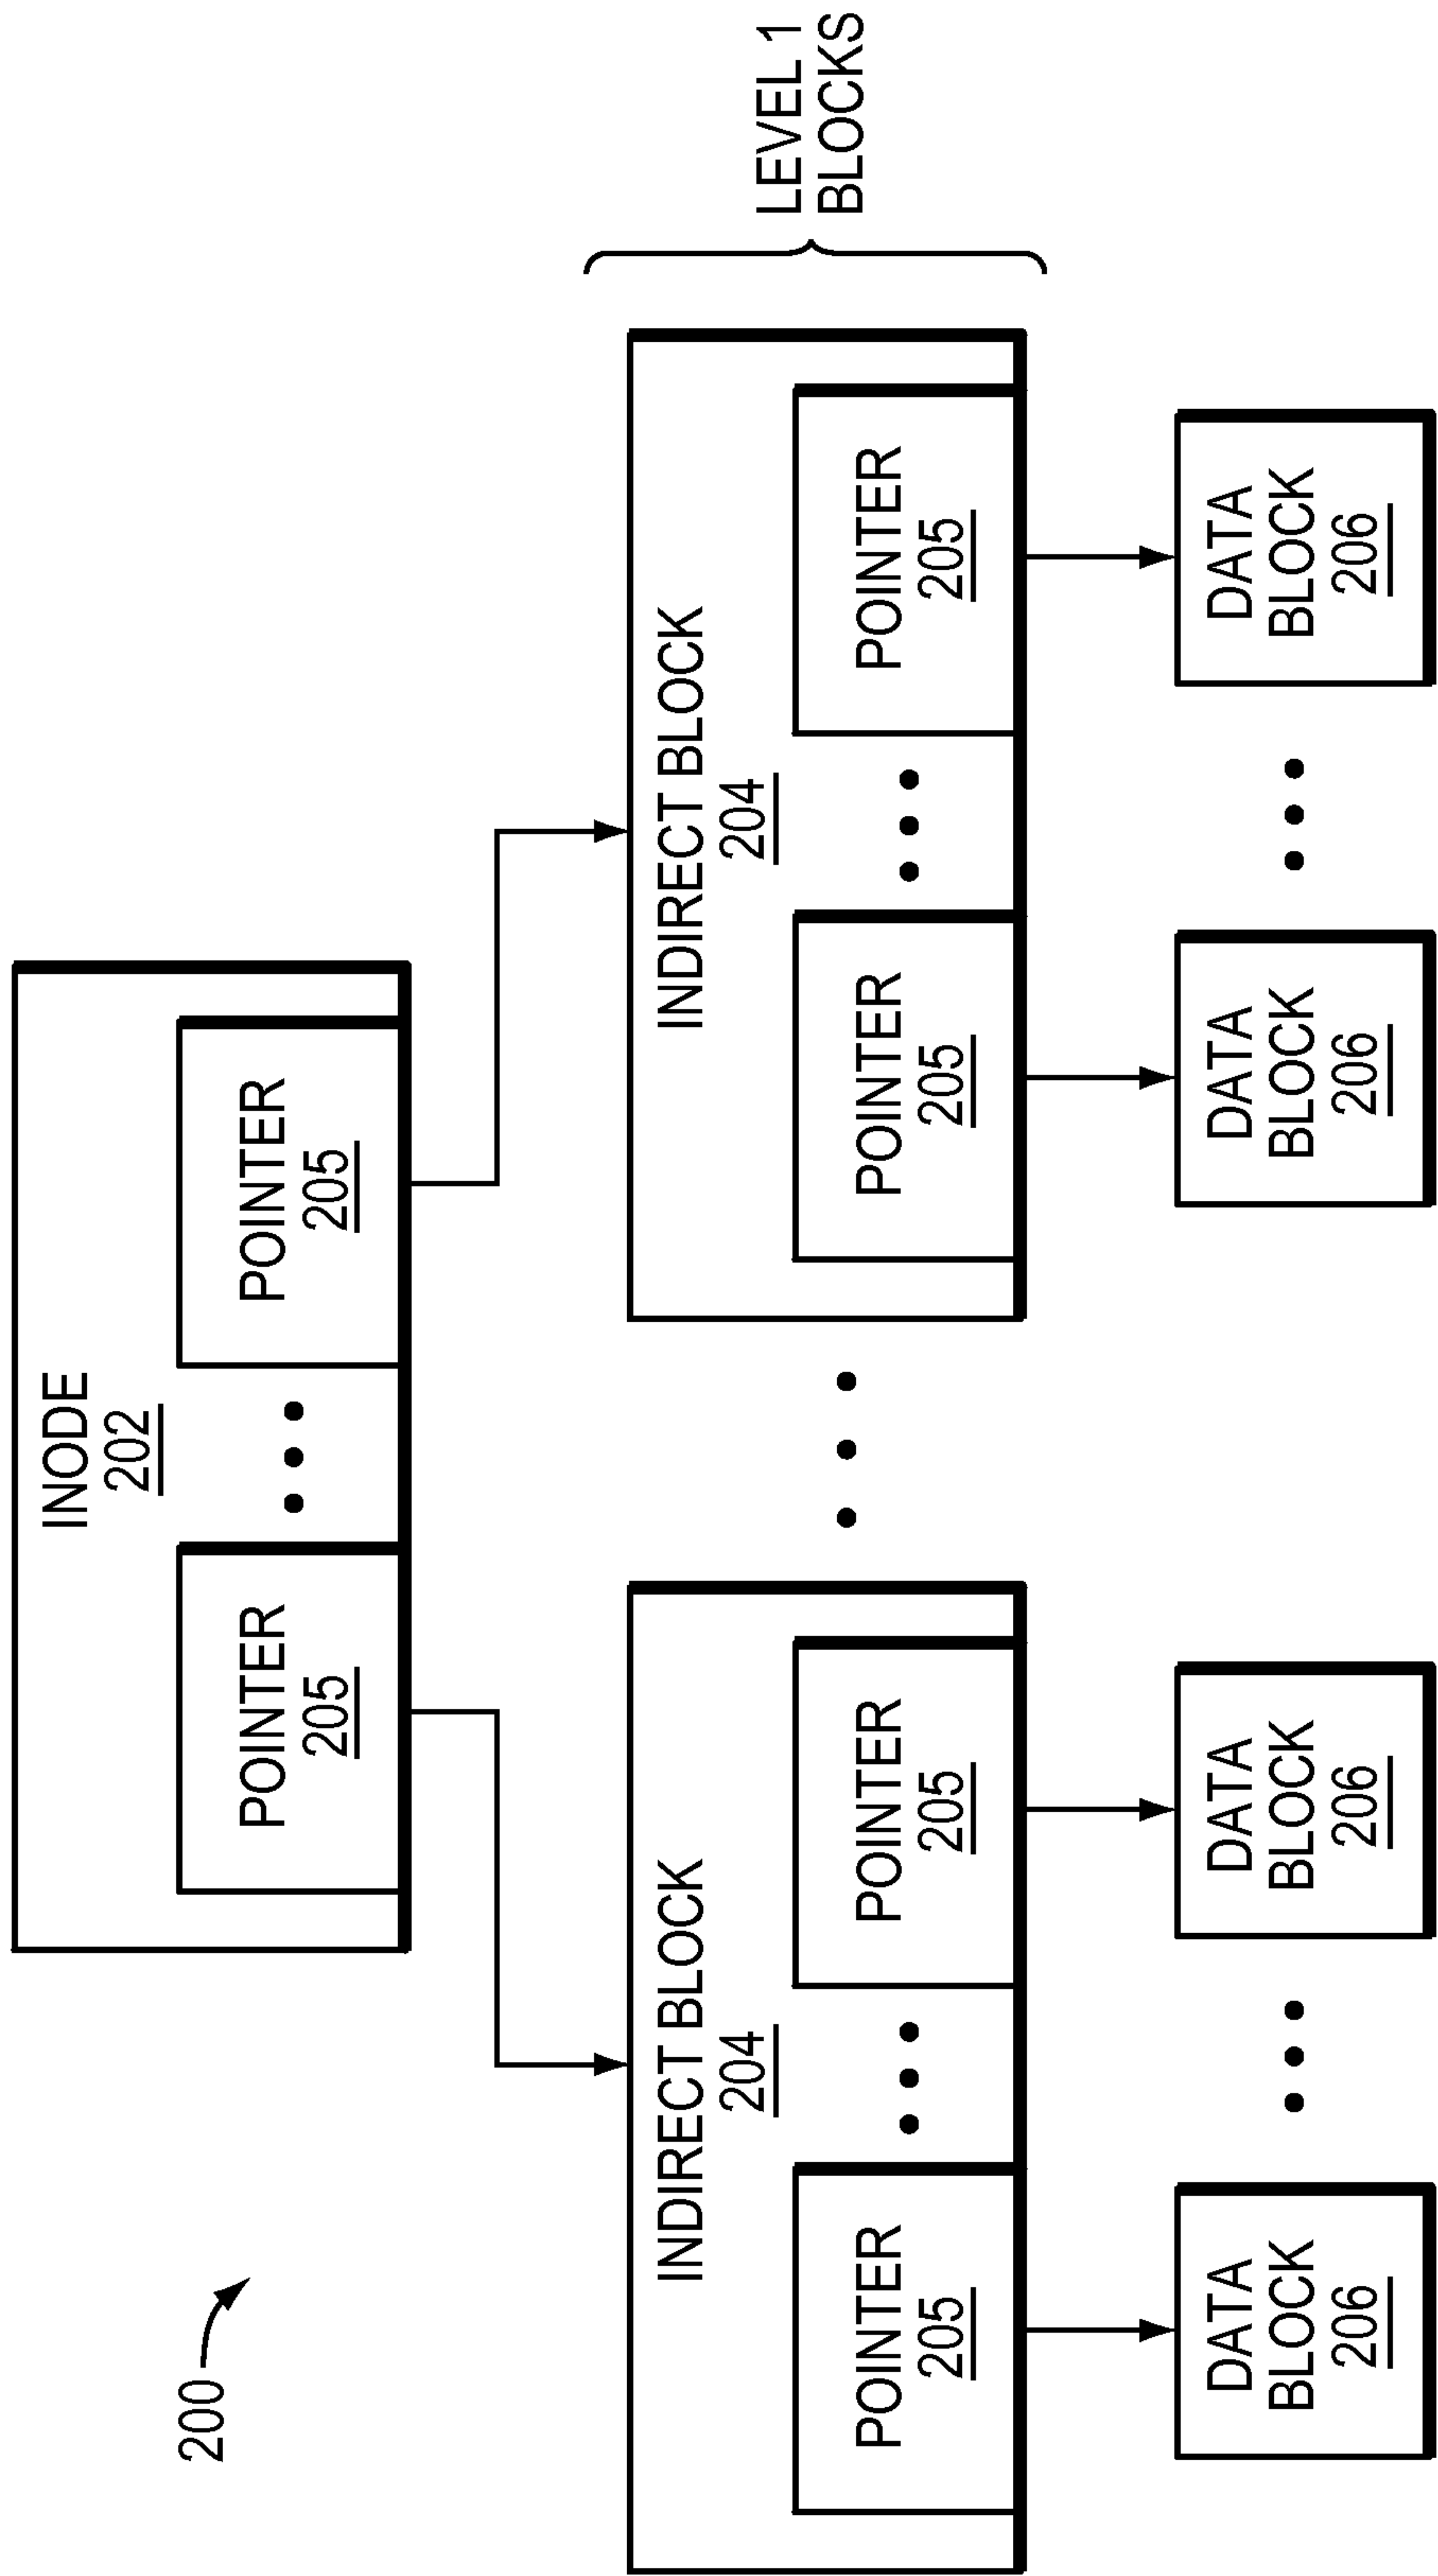 200
INODE
202
POINTER
205
POINTER
205
LEVEL 1
BLOCKS
INDIRECT BLOCK
204
POINTER
205
POINTER
205
INDIRECT BLOCK
204
POINTER
205
POINTER
205
DATA
BLOCK
206
DATA
BLOCK
206
DATA
BLOCK
206
DATA
BLOCK
206